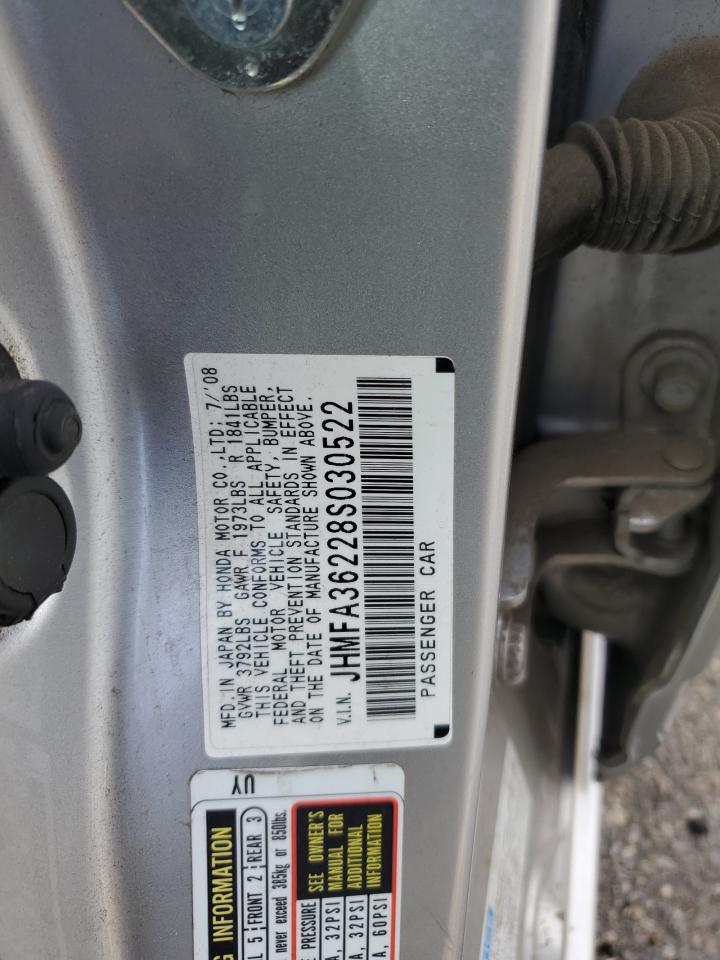 MFD. IN JAPAN BY HONDA MOTOR CO.,LTD; 7/'08
GVWR 3792LBS GAWR F 1973LBS R 1841LBS
THIS VEHICLE CONFORMS TO ALL APPLICABLE
FEDERAL MOTOR VEHICLE SAFETY, BUMPER,
AND THEFT PREVENTION STANDARDS IN EFFECT
ON THE DATE OF MANUFACTURE SHOWN ABOVE.
V.I.N. JHMFA36228S030522
PASSENGER CAR
UY
INFORMATION
5 FRONT 2 REAR 3
never exceed 385kg or 850lbs.
PRESSURE
SEE OWNER'S
MANUAL FOR
ADDITIONAL
INFORMATION
32PSI
32PSI
60PSI